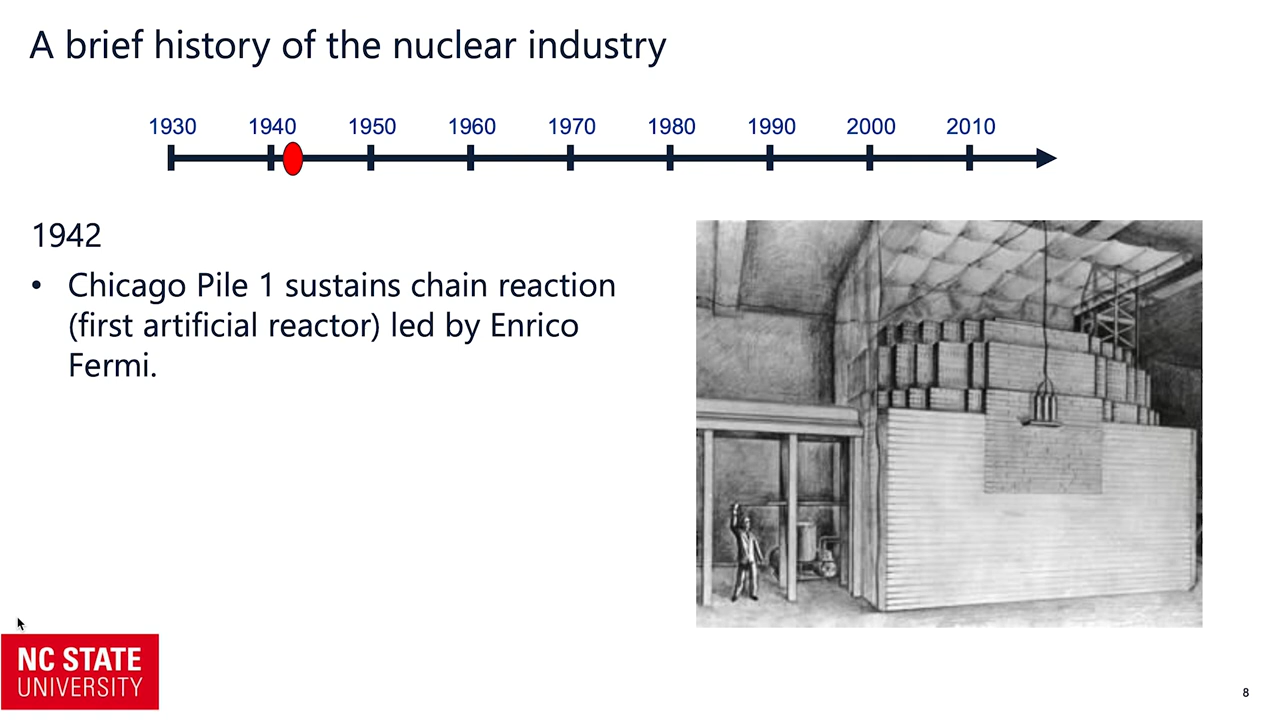 A brief history of the nuclear industry
1930 1940 1950 1960 1970 1980 1990 2000 2010
1942
• Chicago Pile 1 sustains chain reaction
(first artificial reactor) led by Enrico
Fermi.
NC STATE
UNIVERSITY
8